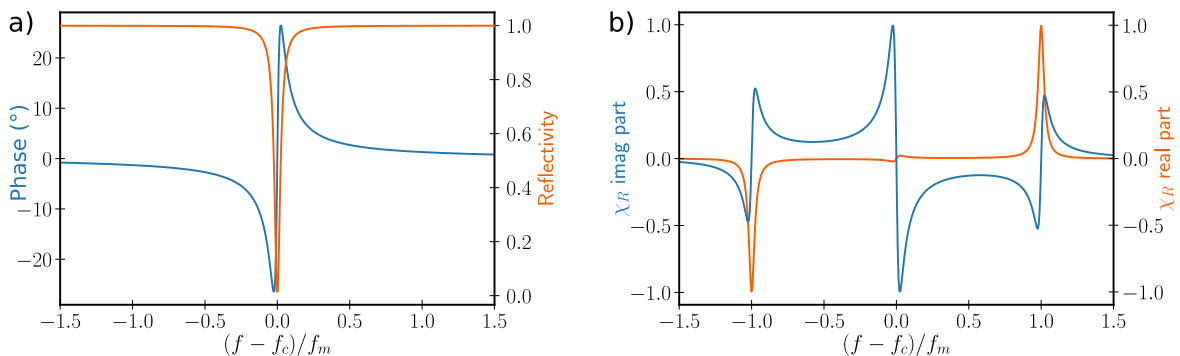 a)
Phase (°)
20
10
0
−10
−20
1.0
0.8
0.6
0.4
0.2
0.0
Reflectivity
−1.5 −1.0 −0.5 0.0 0.5 1.0 1.5
(f − f_c)/f_m
b)
χ_R imag part
1.0
0.5
0.0
−0.5
−1.0
1.0
0.5
0.0
−0.5
−1.0
χ_R real part
−1.5 −1.0 −0.5 0.0 0.5 1.0 1.5
(f − f_c)/f_m